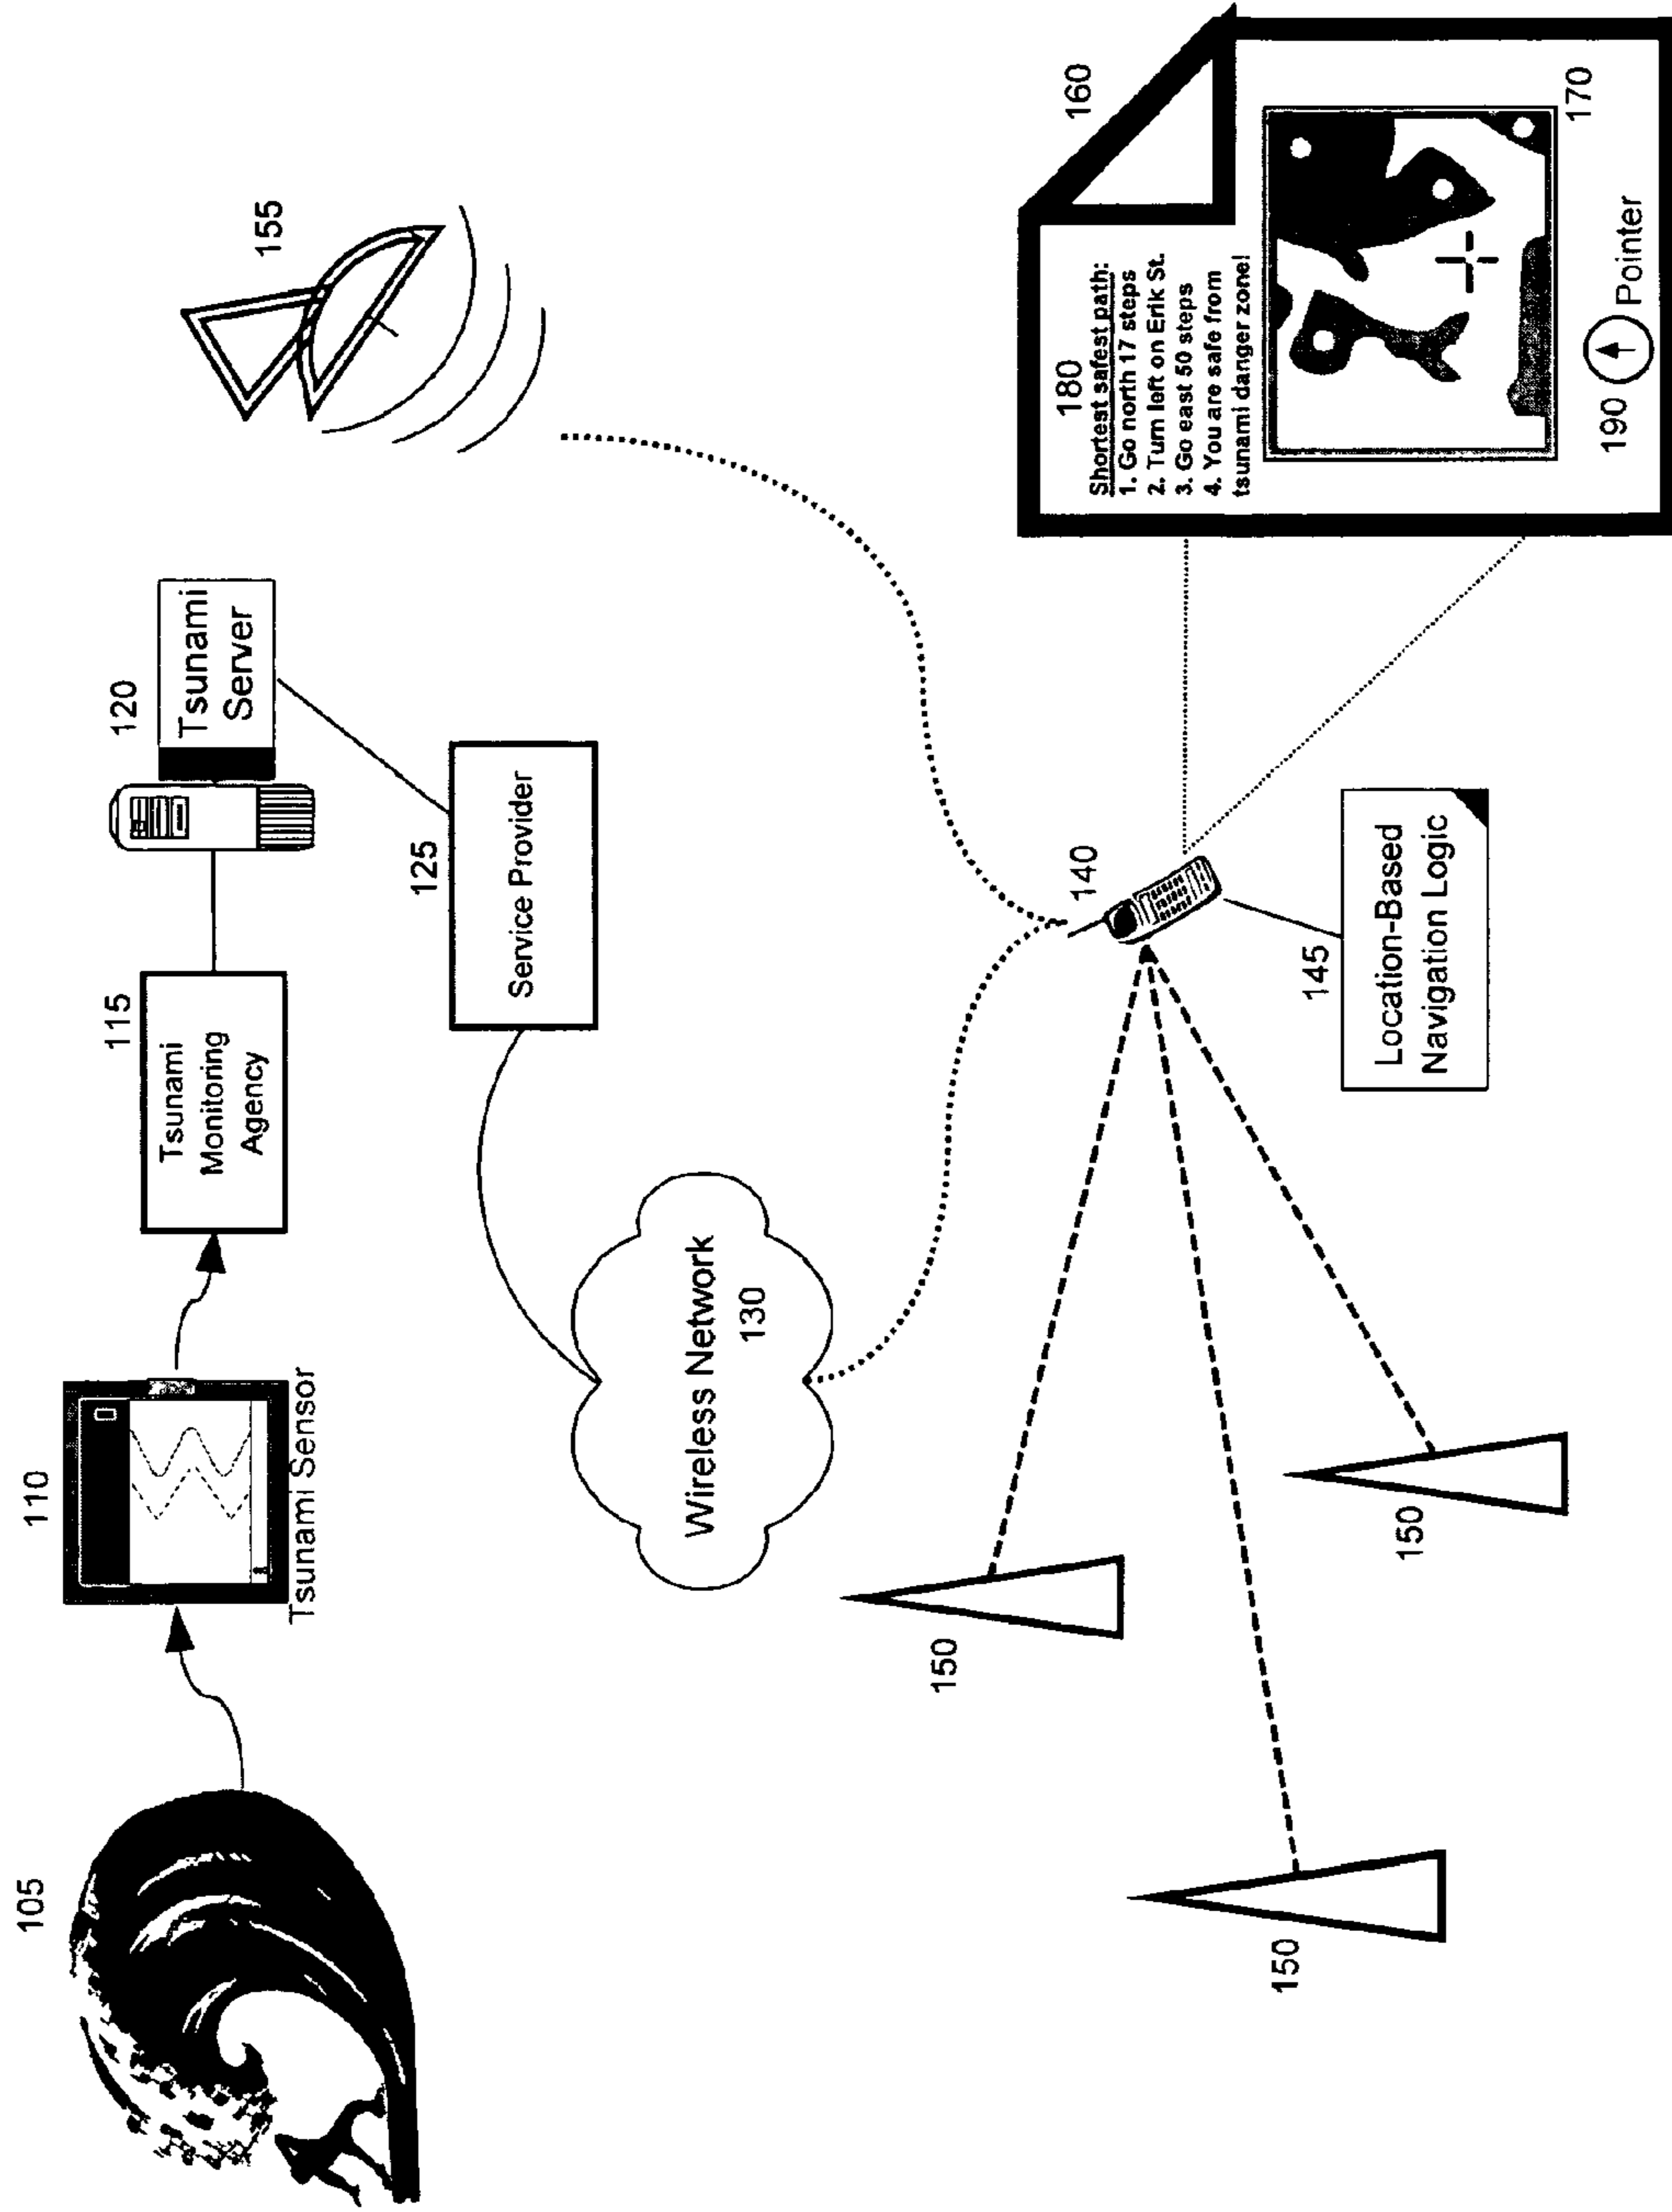 105
110
Tsunami Sensor
115
Tsunami
Monitoring
Agency
120
Tsunami
Server
155
125
Service Provider
Wireless Network
130
150
150
150
140
145
Location-Based
Navigation Logic
160
180
Shortest safest path:
1. Go north 17 steps
2. Turn left on Erik St.
3. Go east 50 steps
4. You are safe from
tsunami danger zone!
170
190 Pointer